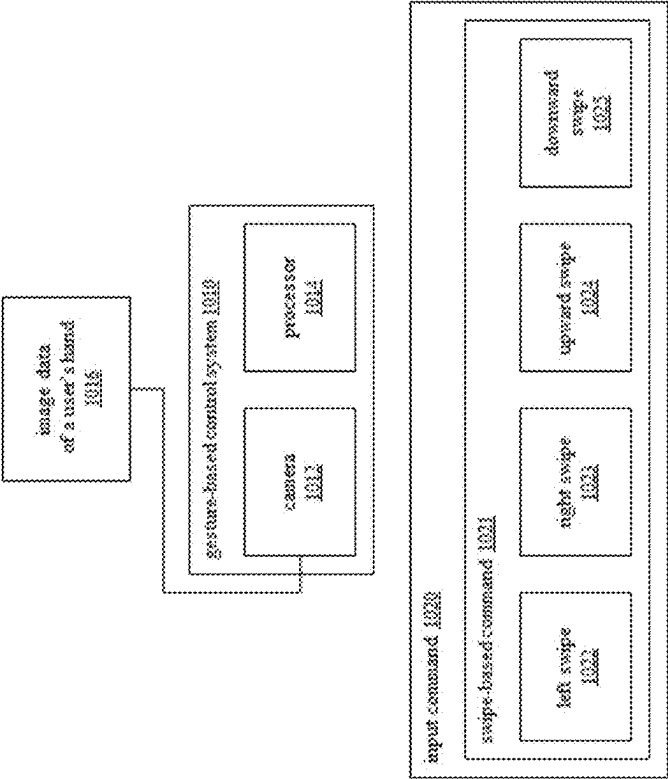 image data
of a user's hand
1016
gesture-based control system 1010
camera
1012
processor
1014
input command 1020
swipe-based command 1021
left swipe
1022
right swipe
1023
upward swipe
1024
downward
swipe
1025